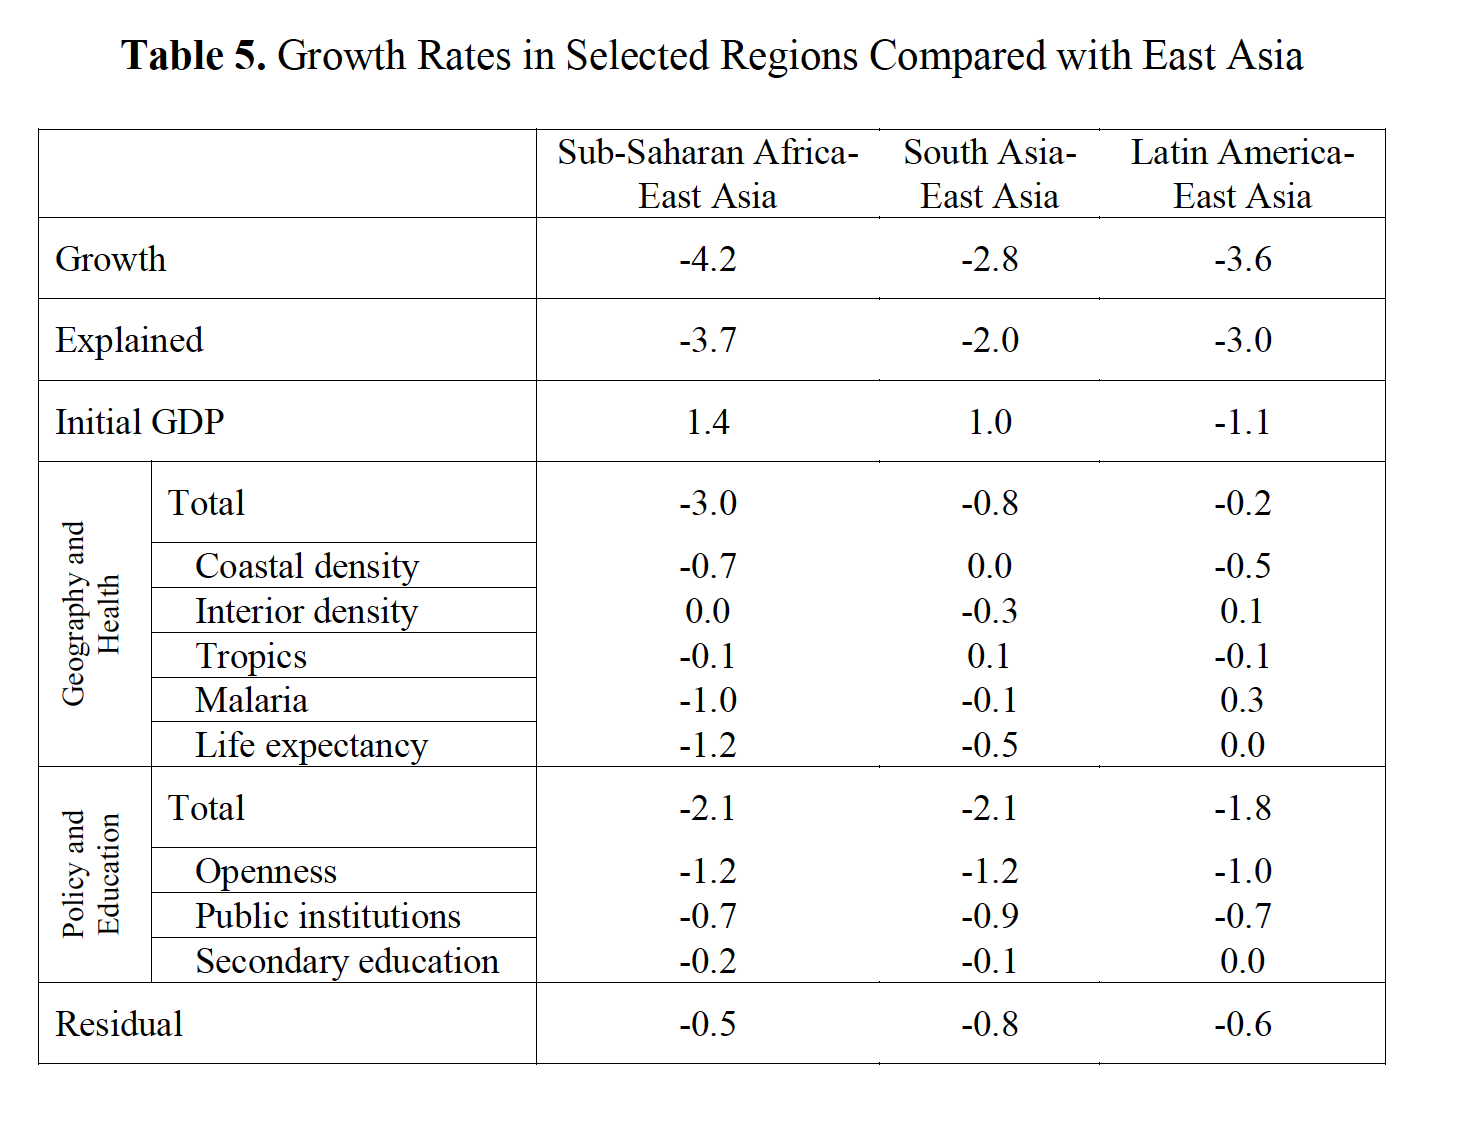 Table 5. Growth Rates in Selected Regions Compared with East Asia
Sub-Saharan Africa-
East Asia
South Asia-
East Asia
Latin America-
East Asia
Growth -4.2 -2.8 -3.6
Explained -3.7 -2.0 -3.0
Initial GDP 1.4 1.0 -1.1
Geography and
Health
Total -3.0 -0.8 -0.2
Coastal density -0.7 0.0 -0.5
Interior density 0.0 -0.3 0.1
Tropics -0.1 0.1 -0.1
Malaria -1.0 -0.1 0.3
Life expectancy -1.2 -0.5 0.0
Policy and
Education
Total -2.1 -2.1 -1.8
Openness -1.2 -1.2 -1.0
Public institutions -0.7 -0.9 -0.7
Secondary education -0.2 -0.1 0.0
Residual -0.5 -0.8 -0.6